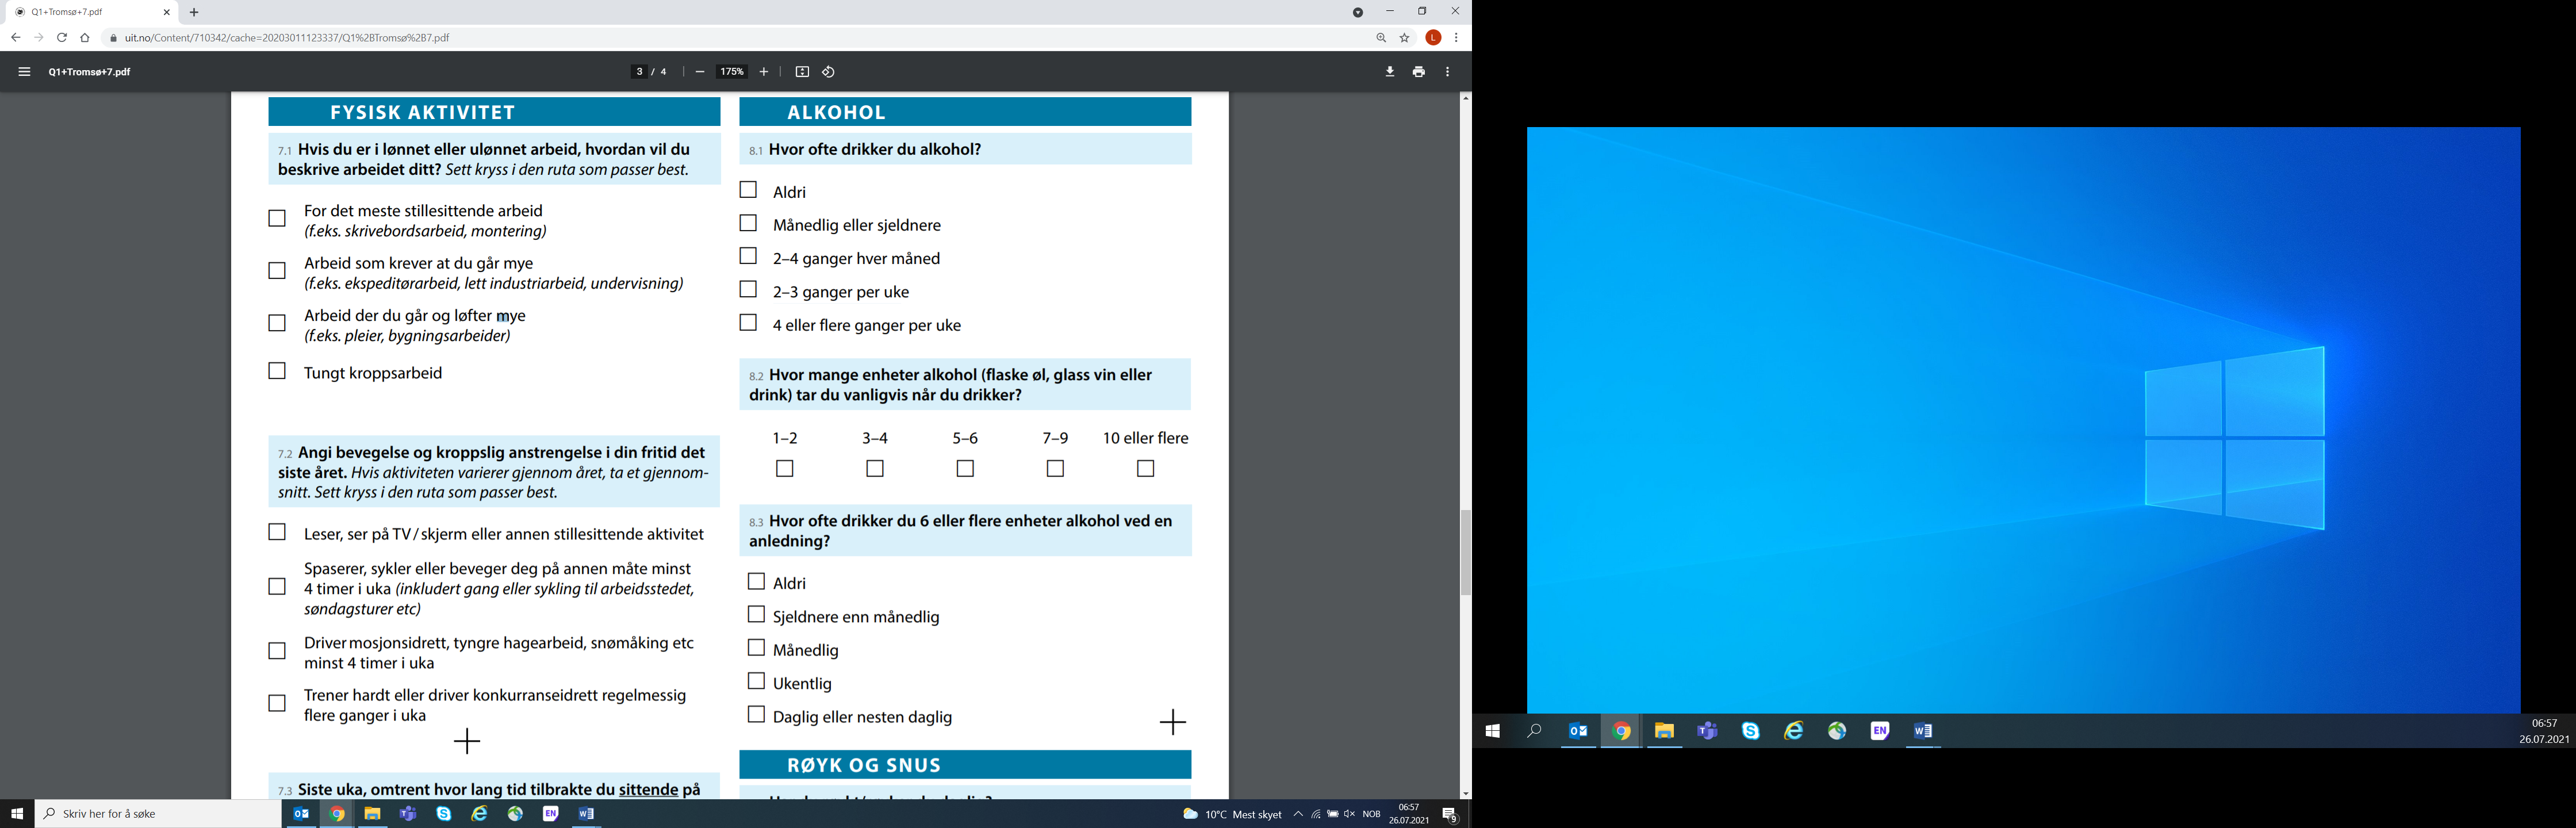 Q1+Tromsø+7.pdf
uit.no/Content/710342/cache=20203011123337/Q1%2BTromsø%2B7.pdf
L
Q1+Tromsø+7.pdf
3 / 4
175%
FYSISK AKTIVITET
7.1 Hvis du er i lønnet eller ulønnet arbeid, hvordan vil du
beskrive arbeidet ditt? Sett kryss i den ruta som passer best.
For det meste stillesittende arbeid
(f.eks. skrivebordsarbeid, montering)
Arbeid som krever at du går mye
(f.eks. ekspeditørarbeid, lett industriarbeid, undervisning)
Arbeid der du går og løfter mye
(f.eks. pleier, bygningsarbeider)
Tungt kroppsarbeid
7.2 Angi bevegelse og kroppslig anstrengelse i din fritid det
siste året. Hvis aktiviteten varierer gjennom året, ta et gjennom-
snitt. Sett kryss i den ruta som passer best.
Leser, ser på TV/skjerm eller annen stillesittende aktivitet
Spaserer, sykler eller beveger deg på annen måte minst
4 timer i uka (inkludert gang eller sykling til arbeidsstedet,
søndagsturer etc)
Driver mosjonsidrett, tyngre hagearbeid, snømåking etc
minst 4 timer i uka
Trener hardt eller driver konkurranseidrett regelmessig
flere ganger i uka
7.3 Siste uka, omtrent hvor lang tid tilbrakte du sittende på
ALKOHOL
8.1 Hvor ofte drikker du alkohol?
Aldri
Månedlig eller sjeldnere
2–4 ganger hver måned
2–3 ganger per uke
4 eller flere ganger per uke
8.2 Hvor mange enheter alkohol (flaske øl, glass vin eller
drink) tar du vanligvis når du drikker?
1–2 3–4 5–6 7–9 10 eller flere
8.3 Hvor ofte drikker du 6 eller flere enheter alkohol ved en
anledning?
Aldri
Sjeldnere enn månedlig
Månedlig
Ukentlig
Daglig eller nesten daglig
RØYK OG SNUS
Skriv her for å søke
EN
10°C Mest skyet
NOB
06:57
26.07.2021
9
EN
06:57
26.07.2021